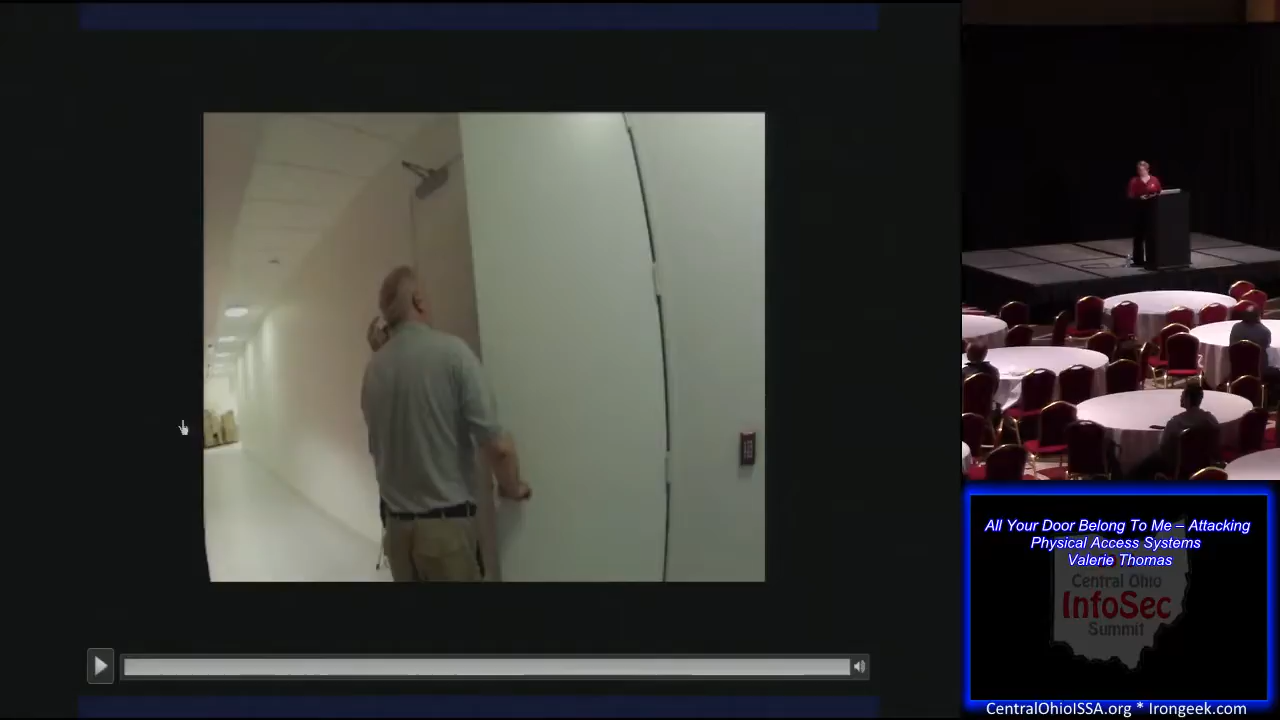 All Your Door Belong To Me – Attacking
Physical Access Systems
Valerie Thomas
Central Ohio
InfoSec
Summit
CentralOhioISSA.org * Irongeek.com